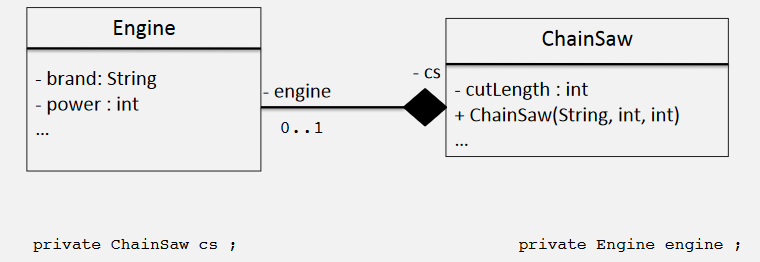 Engine
- brand: String
- power : int
...
- engine
0..1
- cs
ChainSaw
- cutLength : int
+ ChainSaw(String, int, int)
...
private ChainSaw cs ;
private Engine engine ;